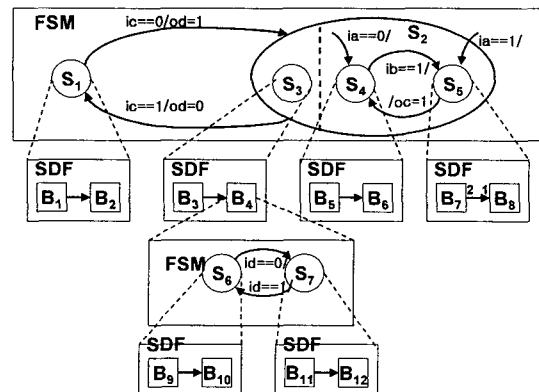 FSM
ic==0/od=1
S2
ia==0/
ia==1/
S1
S3
S4
ib==1/
S5
ic==1/od=0
/oc=1
SDF
B1 B2
SDF
B3 B4
SDF
B5 B6
SDF
B7 2 1 B8
FSM
S6
id==0/
id==1
S7
SDF
B9 B10
SDF
B11 B12